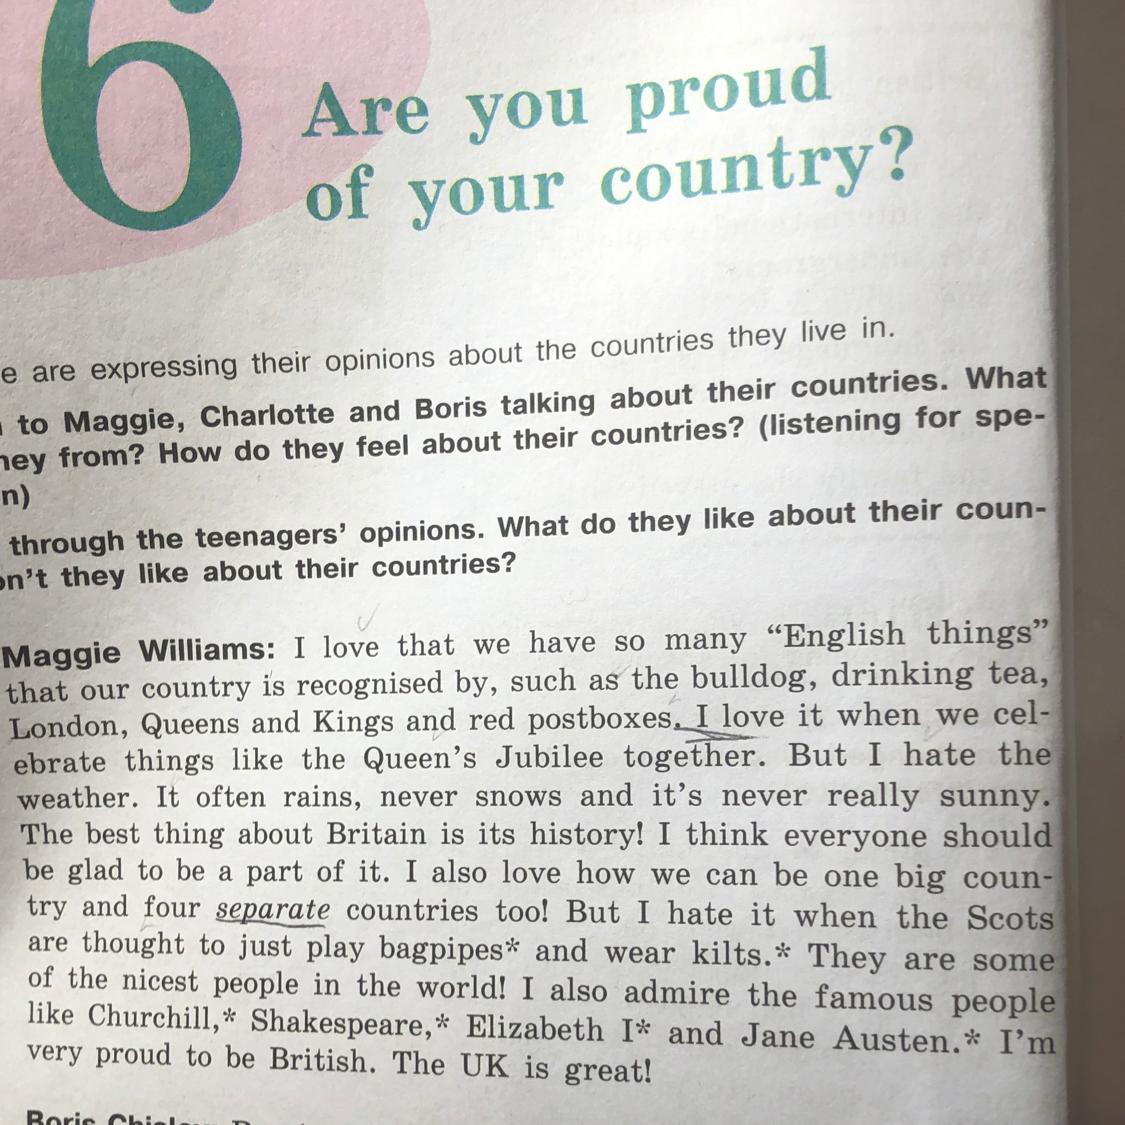 6
Are you proud
of your country?
e are expressing their opinions about the countries they live in.
to Maggie, Charlotte and Boris talking about their countries. What
hey from? How do they feel about their countries? (listening for spe-
n)
through the teenagers' opinions. What do they like about their coun-
on't they like about their countries?
Maggie Williams: I love that we have so many “English things”
that our country is recognised by, such as the bulldog, drinking tea,
London, Queens and Kings and red postboxes. I love it when we cel-
ebrate things like the Queen's Jubilee together. But I hate the
weather. It often rains, never snows and it's never really sunny.
The best thing about Britain is its history! I think everyone should
be glad to be a part of it. I also love how we can be one big coun-
try and four separate countries too! But I hate it when the Scots
are thought to just play bagpipes* and wear kilts.* They are some
of the nicest people in the world! I also admire the famous people
like Churchill,* Shakespeare,* Elizabeth I* and Jane Austen.* I'm
very proud to be British. The UK is great!
Boris